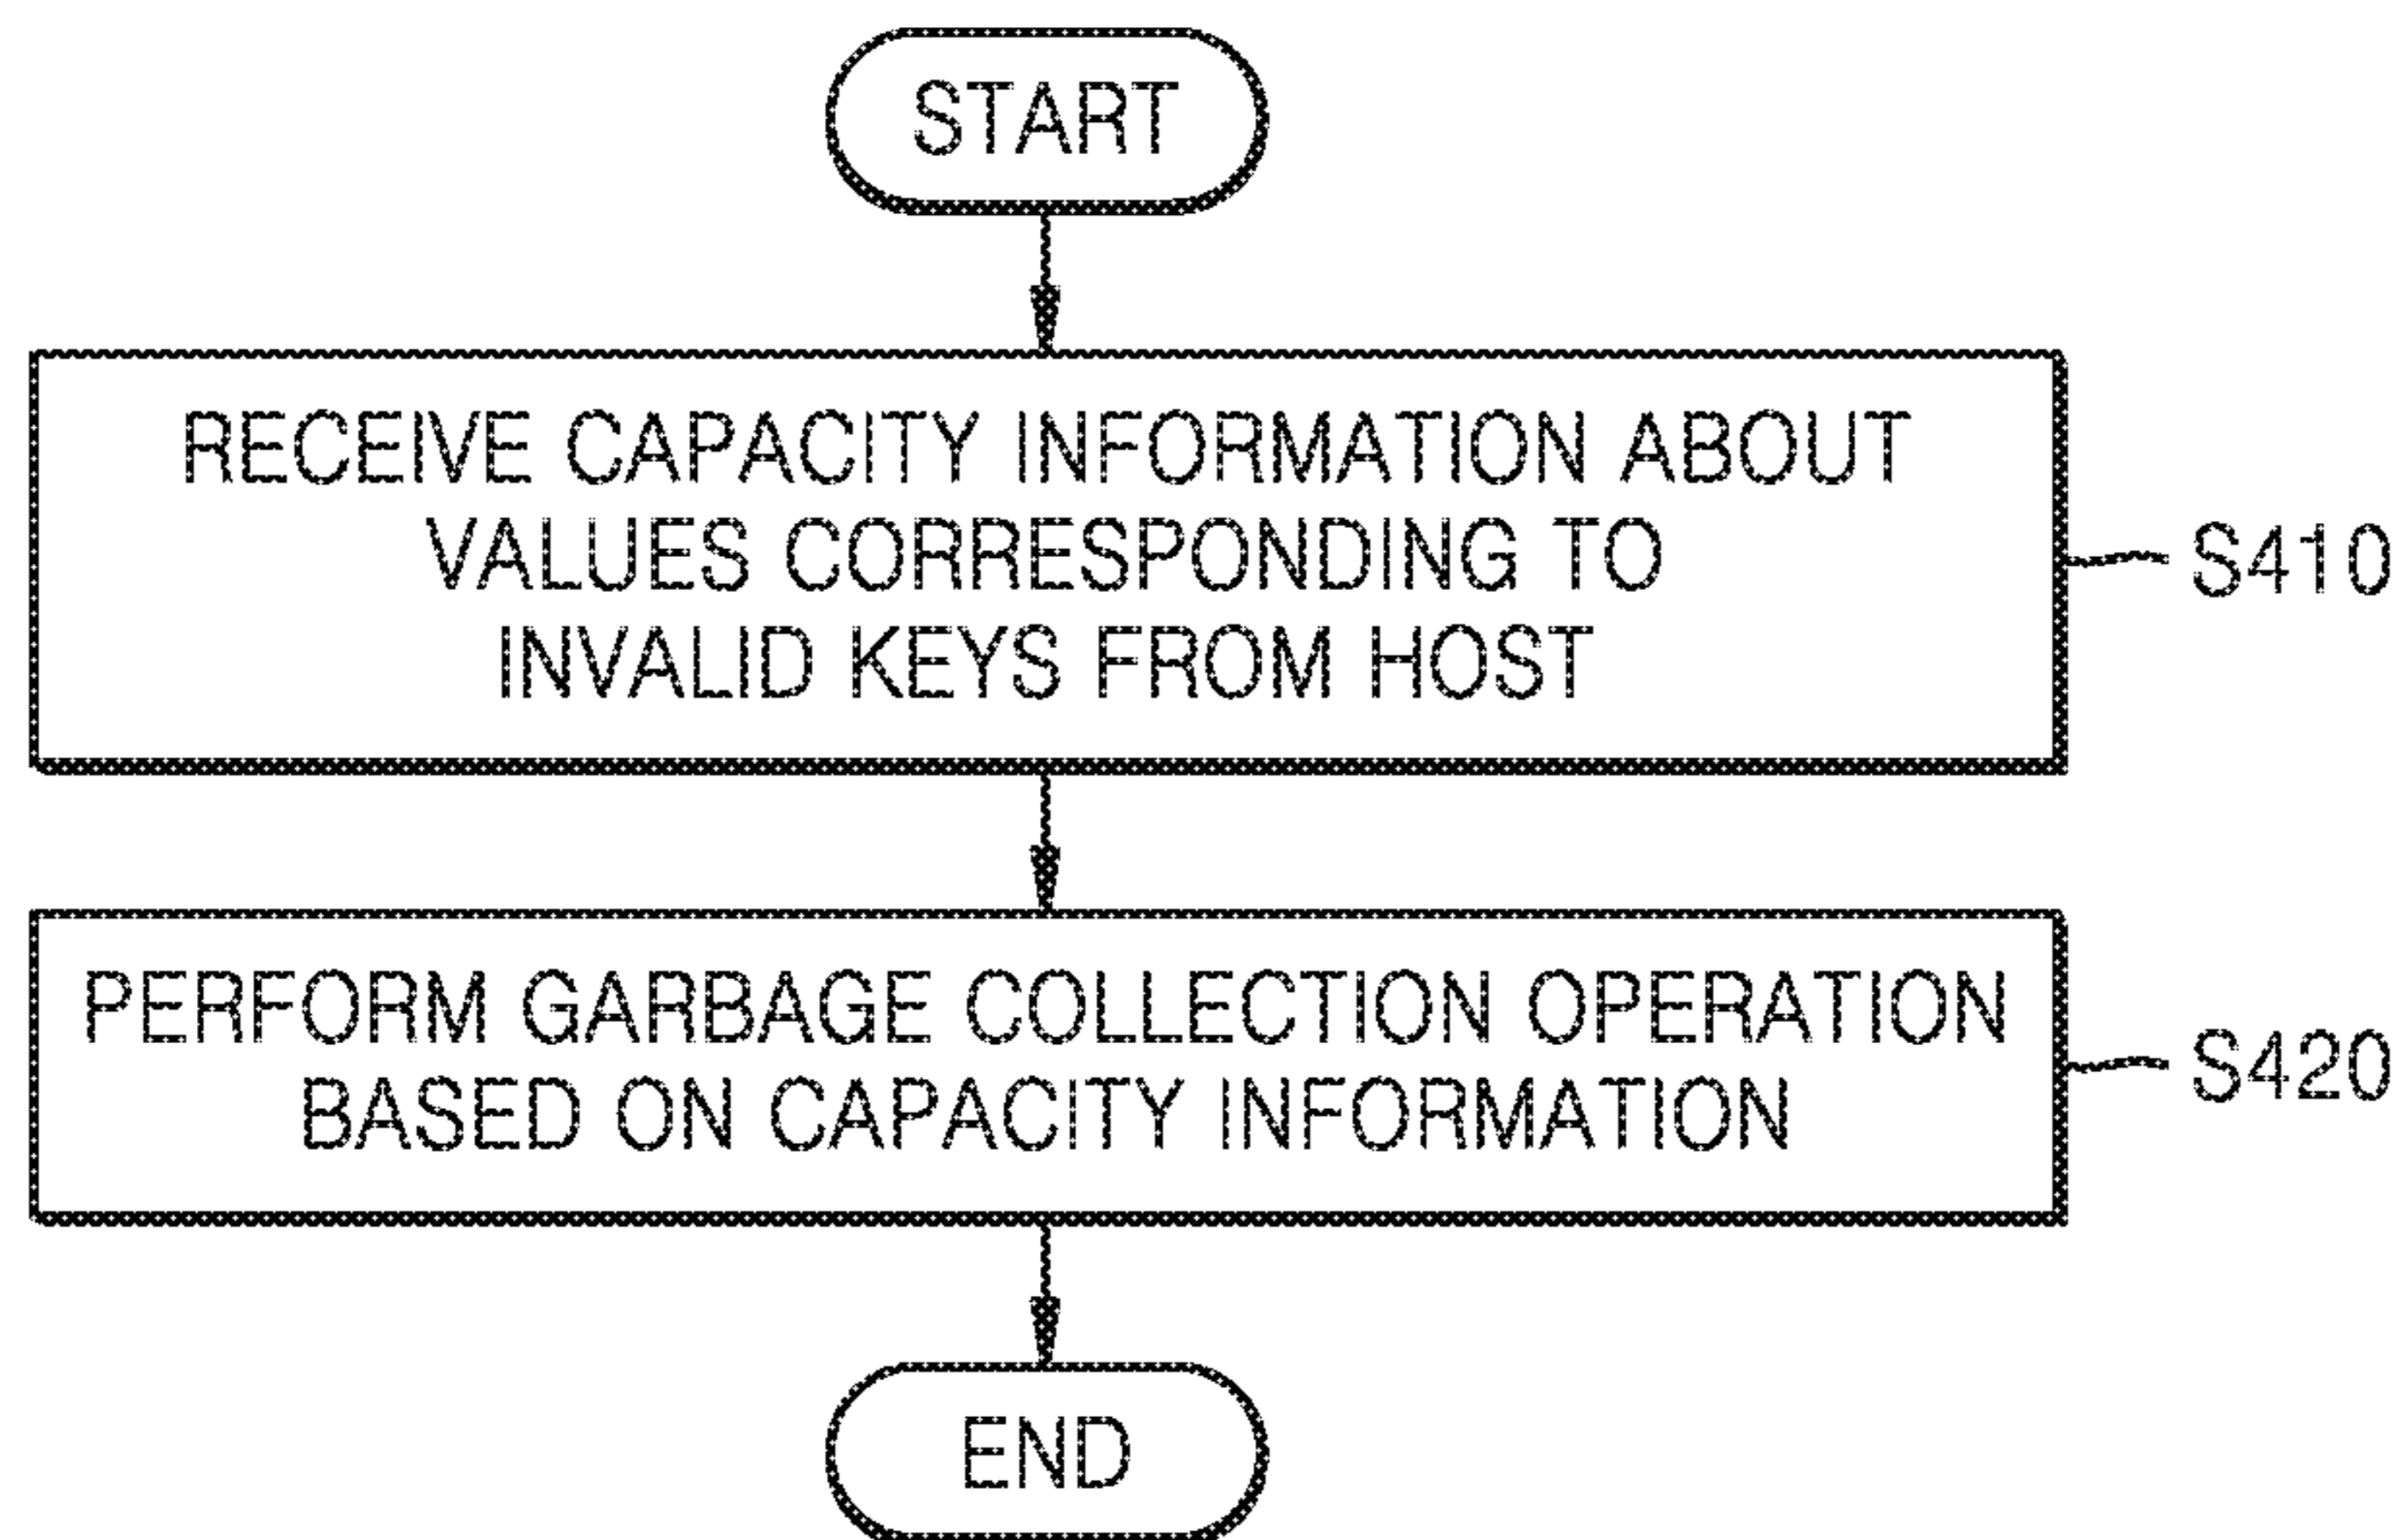 START
RECEIVE CAPACITY INFORMATION ABOUT
VALUES CORRESPONDING TO
INVALID KEYS FROM HOST
S410
PERFORM GARBAGE COLLECTION OPERATION
BASED ON CAPACITY INFORMATION
S420
END